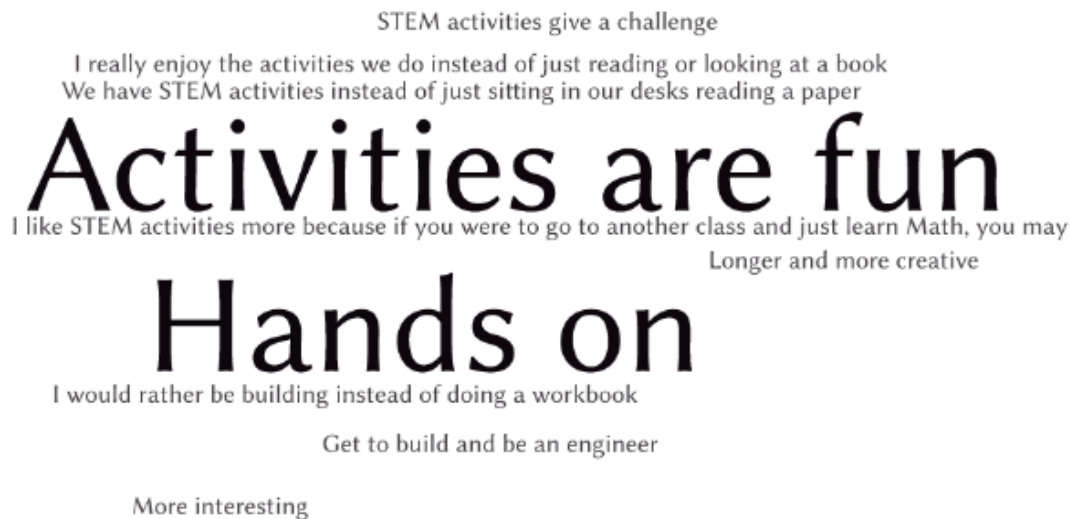 STEM activities give a challenge
I really enjoy the activities we do instead of just reading or looking at a book
We have STEM activities instead of just sitting in our desks reading a paper
Activities are fun
I like STEM activities more because if you were to go to another class and just learn Math, you may
Longer and more creative
Hands on
I would rather be building instead of doing a workbook
Get to build and be an engineer
More interesting